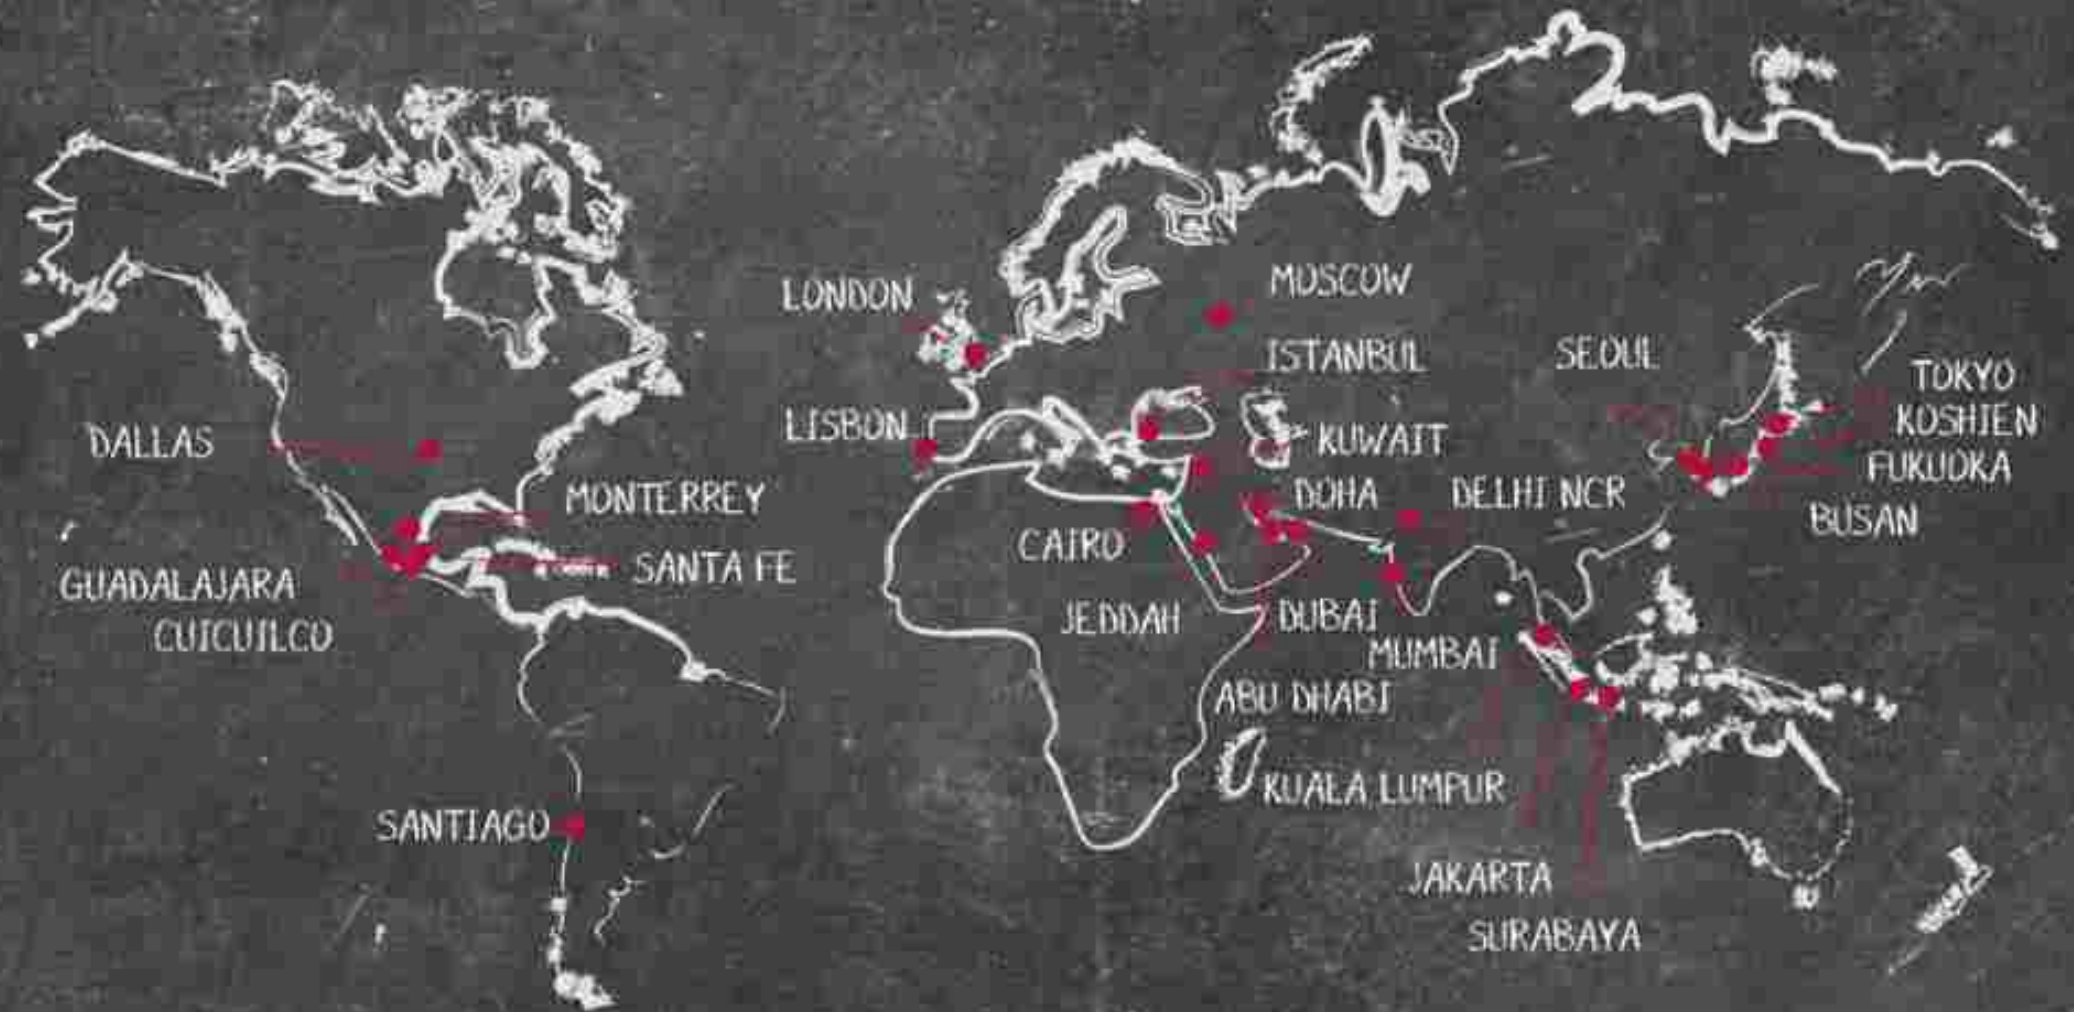 LONDON
MOSCOW
ISTANBUL
SEOUL
TOKYO
KOSHIEN
FUKUOKA
BUSAN
DALLAS
LISBON
KUWAIT
MONTERREY
DOHA
DELHI NCR
CAIRO
SANTA FE
GUADALAJARA
CUICUILCO
JEDDAH
DUBAI
MUMBAI
ABU DHABI
KUALA LUMPUR
SANTIAGO
JAKARTA
SURABAYA